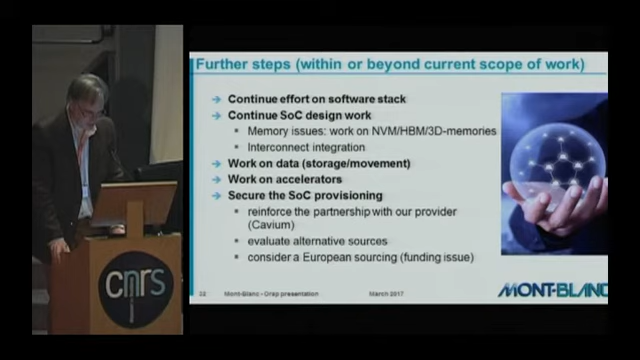 Further steps (within or beyond current scope of work)
Continue effort on software stack
Continue SoC design work
Memory issues: work on NVM/HBM/3D-memories
Interconnect integration
Work on data (storage/movement)
Work on accelerators
Secure the SoC provisioning
reinforce the partnership with our provider
(Cavium)
evaluate alternative sources
consider a European sourcing (funding issue)
22 Mont-Blanc - Orap presentation March 2017
MONT-BLANC
cnrs